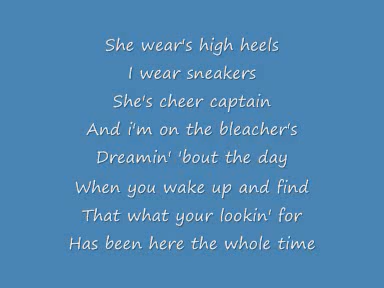 She wear's high heels
I wear sneakers
She's cheer captain
And i'm on the bleacher's
Dreamin' 'bout the day
When you wake up and find
That what your lookin' for
Has been here the whole time